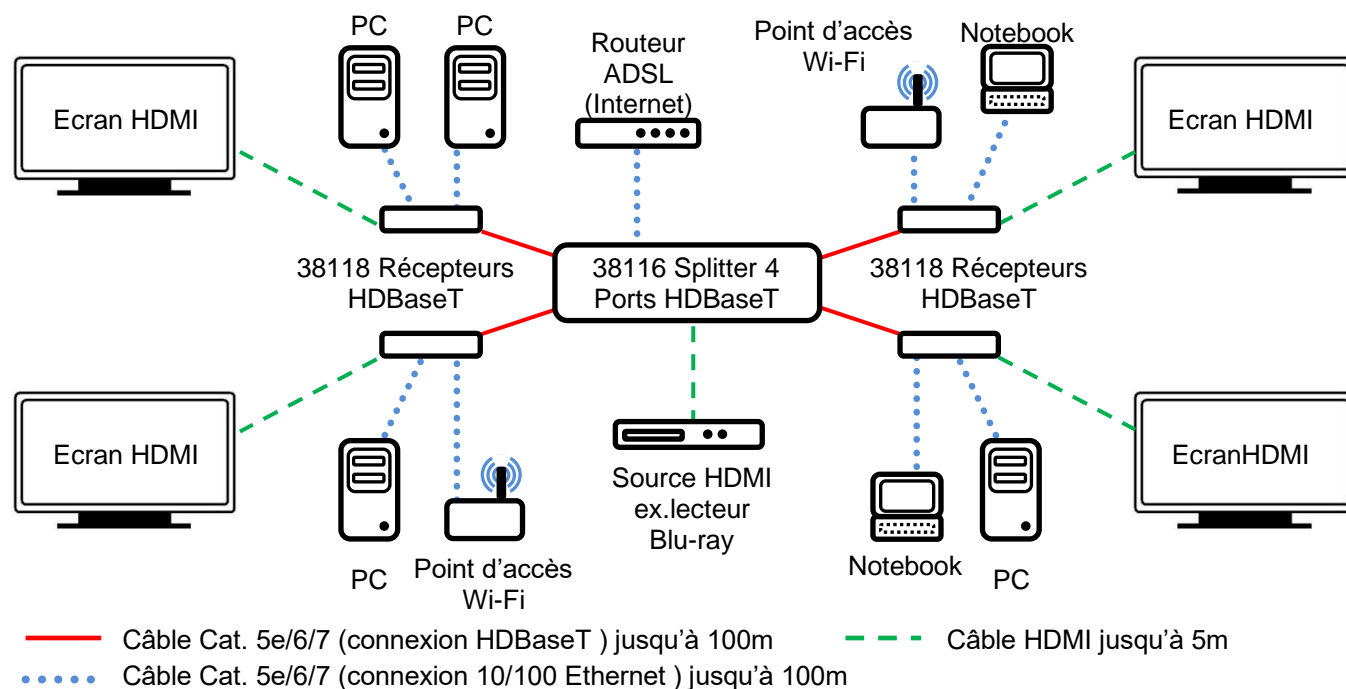 PC
PC
Routeur
ADSL
(Internet)
Point d’accès
Wi-Fi
Notebook
Ecran HDMI
Ecran HDMI
38118 Récepteurs
HDBaseT
38116 Splitter 4
Ports HDBaseT
38118 Récepteurs
HDBaseT
Ecran HDMI
EcranHDMI
Source HDMI
ex.lecteur
Blu-ray
PC
Point d’accès
Wi-Fi
Notebook
PC
Câble Cat. 5e/6/7 (connexion HDBaseT ) jusqu’à 100m
Câble HDMI jusqu’à 5m
Câble Cat. 5e/6/7 (connexion 10/100 Ethernet ) jusqu’à 100m